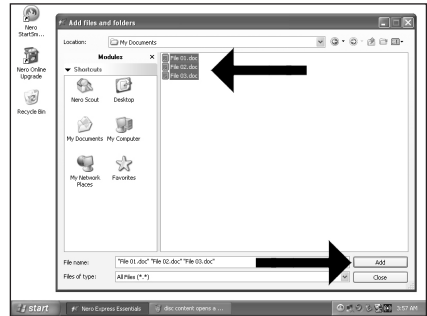 Nero
StartSm...
Nero Online
Upgrade
Recycle Bin
Add files and folders
Location:
My Documents
Modules
Shortcuts
Nero Scout
Desktop
My Documents
My Computer
My Network
Places
Favorites
File 01.doc
File 02.doc
File 03.doc
File name:
"File 01.doc" "File 02.doc" "File 03.doc"
Add
Files of type:
All Files (*.*)
Close
start
Nero Express Essentials
disc content opens a ...
3:57 AM